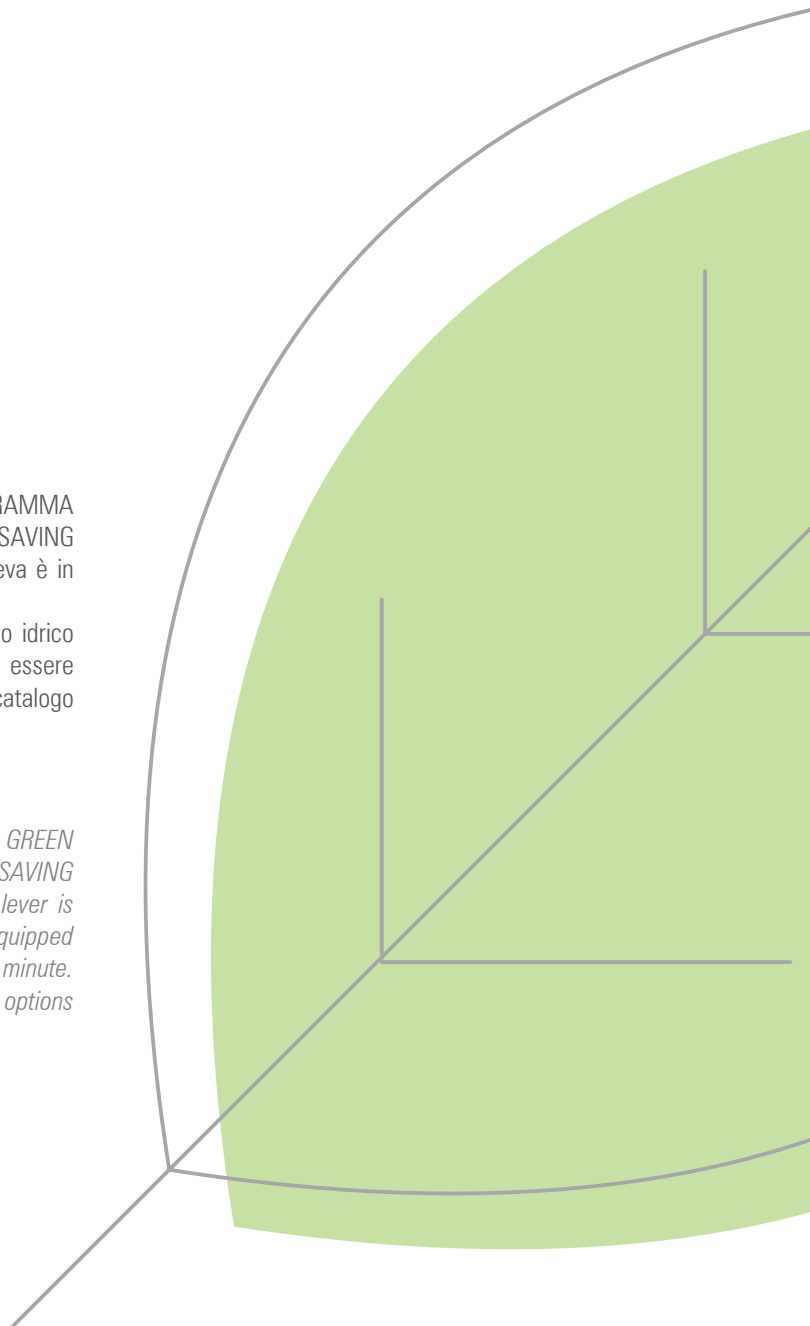 RAMMA
SAVING
eva è in
o idrico
essere
catalogo
GREEN
SAVING
lever is
quipped
minute.
options